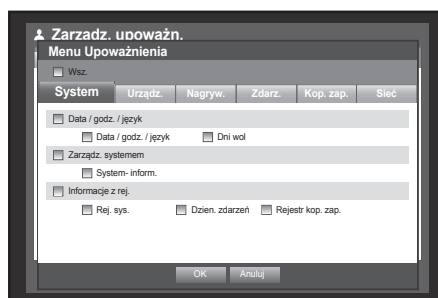 Zarzadz. upoważn.
Menu Upoważnienia
Wsz.
System Urządz. Nagryw. Zdarz. Kop. zap. Sieć
Data / godz. / język
Data / godz. / język Dni wol
Zarządz. systemem
System- inform.
Informacje z rej.
Rej. sys. Dzien. zdarzeń Rejestr kop. zap.
OK Anuluj